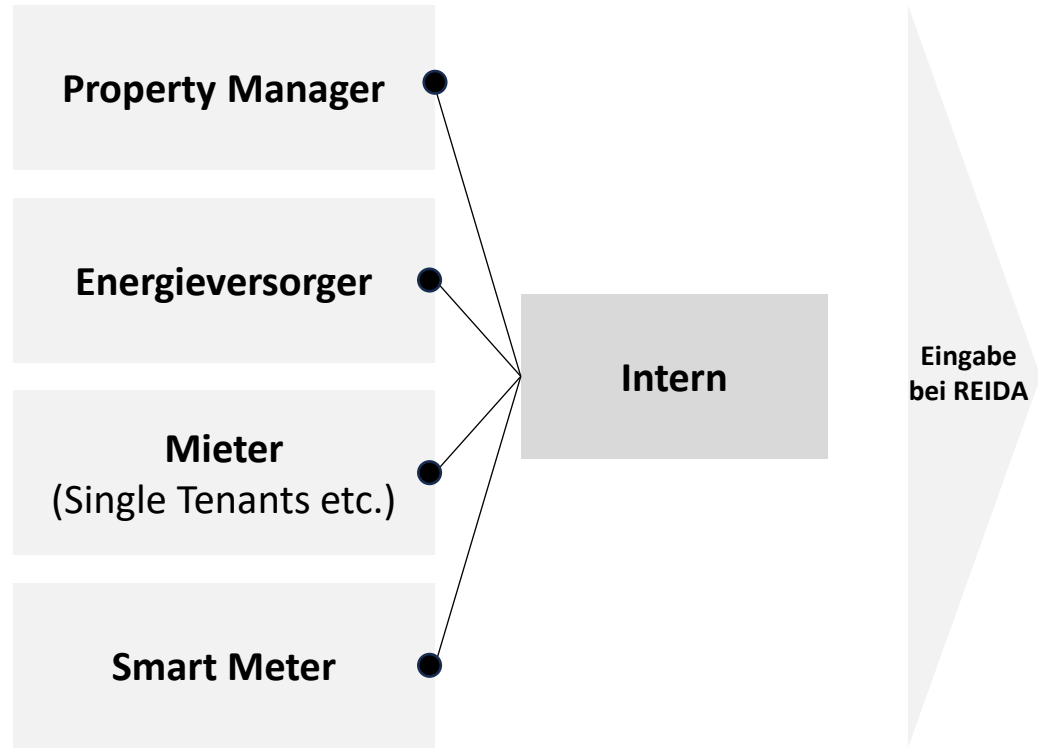 Property Manager
Energieversorger
Mieter
(Single Tenants etc.)
Smart Meter
Intern
Eingabe
bei REIDA